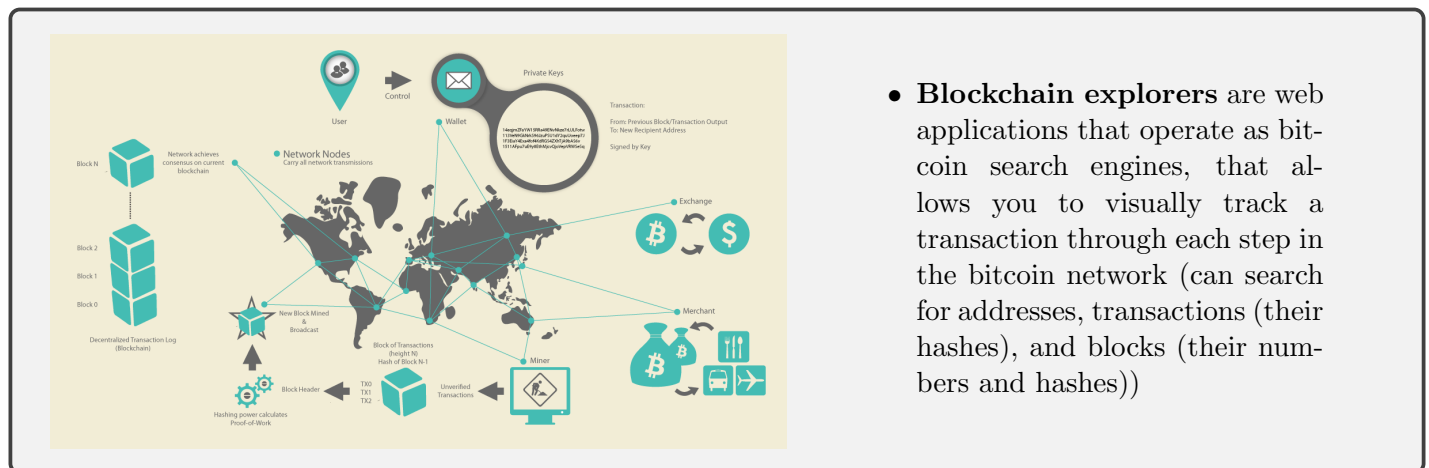 Private Keys
Control
User
Wallet
Transaction:
From: Previous Block/Transaction Output
To: New Recipient Address
Signed by Key
Block N
Network achieves
consensus on current
blockchain
Network Nodes
Carry all network transmissions
Exchange
Block 2
Block 1
Block 0
Decentralized Transaction Log
(Blockchain)
New Block Mined
&
Broadcast
Merchant
Block of Transactions
(height N)
Hash of Block N-1
Miner
Block Header
TX0
TX1
TX2
Unverified
Transactions
Hashing power calculates
Proof-of-Work
• Blockchain explorers are web
applications that operate as bit-
coin search engines, that al-
lows you to visually track a
transaction through each step in
the bitcoin network (can search
for addresses, transactions (their
hashes), and blocks (their num-
bers and hashes))